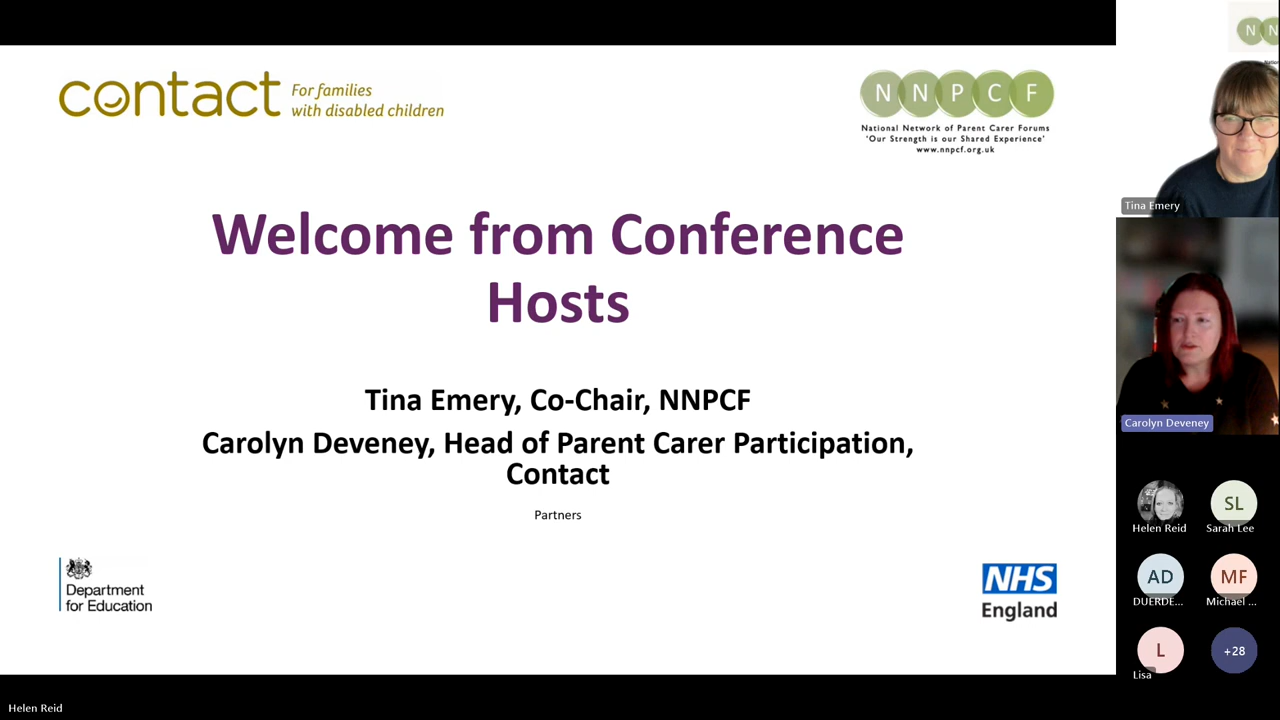 contact
For families
with disabled children
N N P C F
National Network of Parent Carer Forums
'Our Strength is our Shared Experience'
www.nnpcf.org.uk
Welcome from Conference
Hosts
Tina Emery, Co-Chair, NNPCF
Carolyn Deveney, Head of Parent Carer Participation,
Contact
Partners
Department
for Education
NHS
England
N N
Tina Emery
Carolyn Deveney
Helen Reid
SL
Sarah Lee
AD
DUERDE...
MF
Michael ...
L
Lisa
+28
Helen Reid